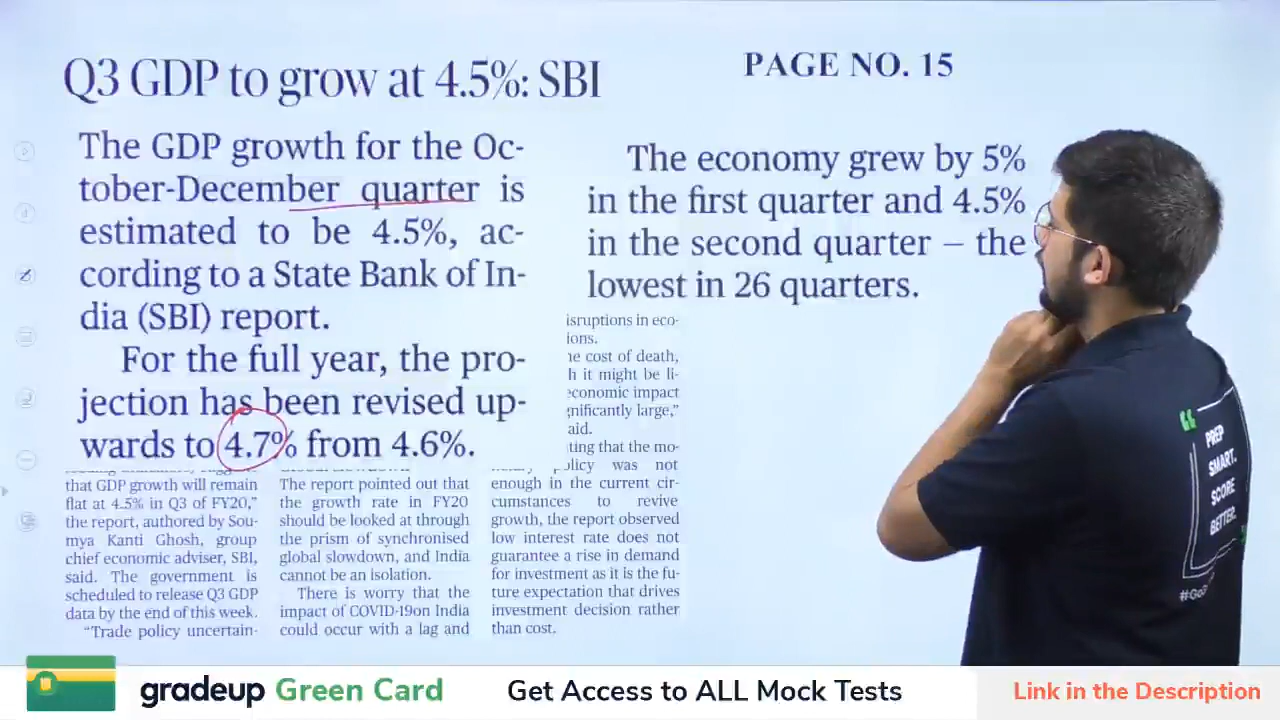 Q3 GDP to grow at 4.5%: SBI
PAGE NO. 15
The GDP growth for the Oc-
tober-December quarter is
estimated to be 4.5%, ac-
cording to a State Bank of In-
dia (SBI) report.
For the full year, the pro-
jection has been revised up-
wards to 4.7% from 4.6%.
The economy grew by 5%
in the first quarter and 4.5%
in the second quarter – the
lowest in 26 quarters.
that GDP growth will remain
flat at 4.5% in Q3 of FY20,”
the report, authored by Sou-
mya Kanti Ghosh, group
chief economic adviser, SBI,
said. The government is
scheduled to release Q3 GDP
data by the end of this week.
“Trade policy uncertain-
The report pointed out that
the growth rate in FY20
should be looked at through
the prism of synchronised
global slowdown, and India
cannot be an isolation.
There is worry that the
impact of COVID-19on India
could occur with a lag and
isruptions in eco-
ions.
cost of death,
it might be li-
economic impact
gnificantly large,”
aid.
ting that the mo-
policy was not
enough in the current cir-
cumstances to revive
growth, the report observed
low interest rate does not
guarantee a rise in demand
for investment as it is the fu-
ture expectation that drives
investment decision rather
than cost.
PREP
SMART.
SCORE
BETTER.
gradeup Green Card
Get Access to ALL Mock Tests
Link in the Description